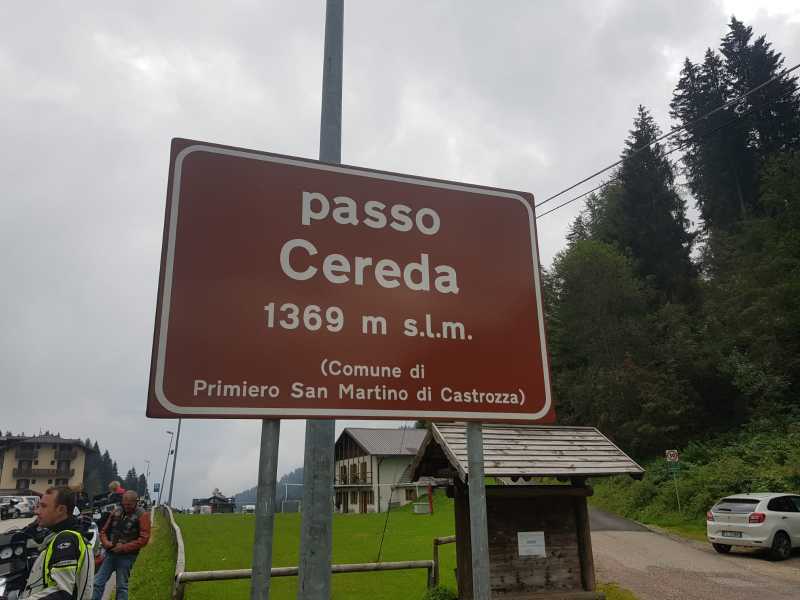 passo
Cereda
1369 m s.l.m.
(Comune di
Primiero San Martino di Castrozza)